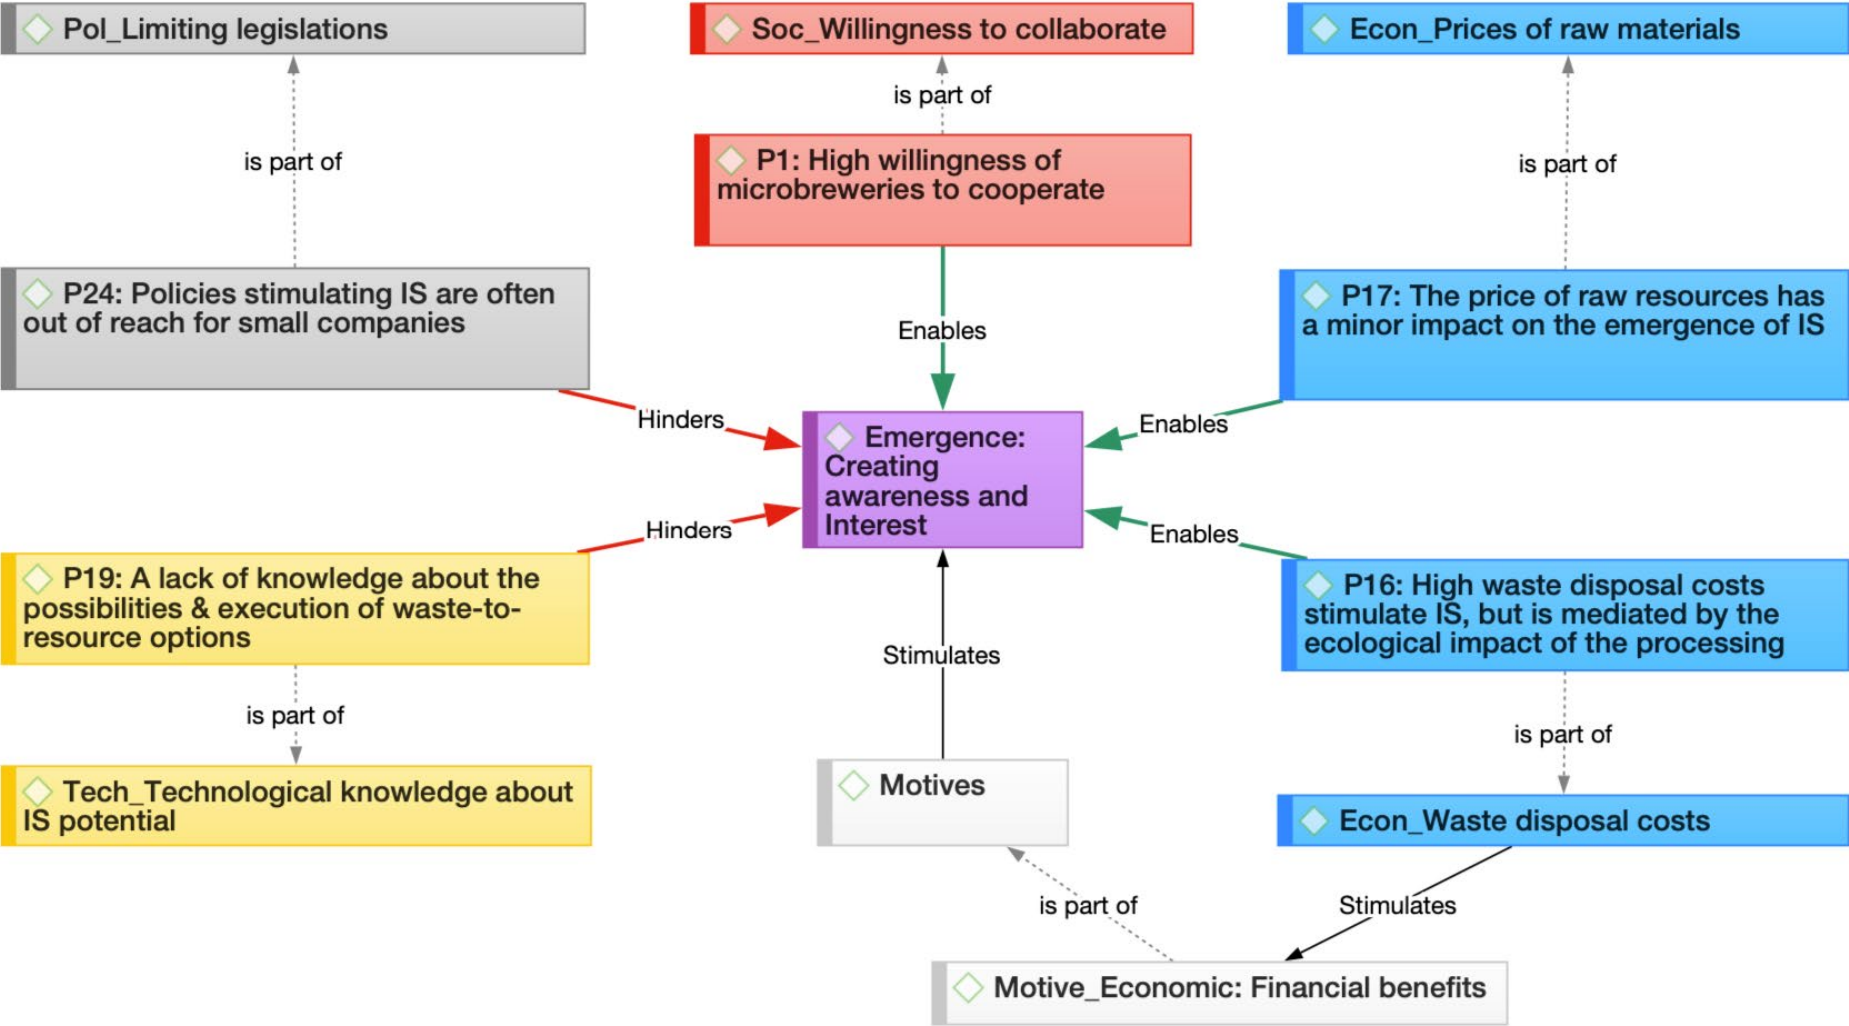 Pol_Limiting legislations
Soc_Willingness to collaborate
Econ_Prices of raw materials
is part of
is part of
is part of
P1: High willingness of
microbreweries to cooperate
P24: Policies stimulating IS are often
out of reach for small companies
P17: The price of raw resources has
a minor impact on the emergence of IS
Enables
Hinders
Enables
Emergence:
Creating
awareness and
Interest
Hinders
Enables
P19: A lack of knowledge about the
possibilities & execution of waste-to-
resource options
P16: High waste disposal costs
stimulate IS, but is mediated by the
ecological impact of the processing
Stimulates
is part of
is part of
Tech_Technological knowledge about
IS potential
Motives
Econ_Waste disposal costs
is part of
Stimulates
Motive_Economic: Financial benefits